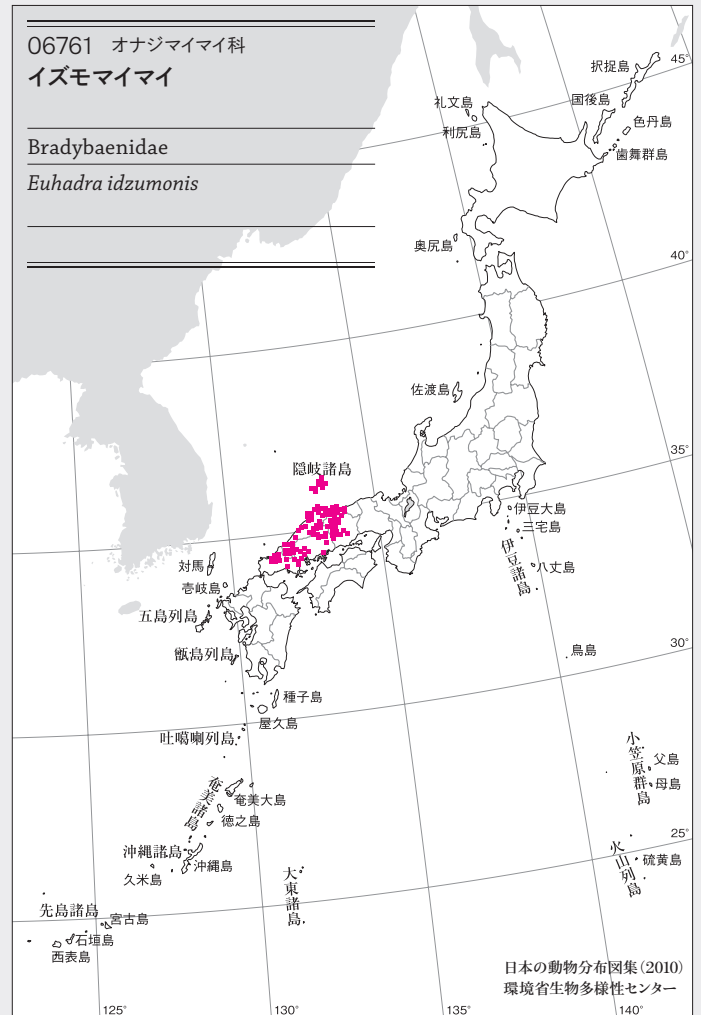 06761 オナジマイマイ科
イズモマイマイ
Bradybaenidae
Euhadra idzumonis
45°
択捉島
国後島
礼文島
色丹島
利尻島
歯舞群島
奥尻島
40°
佐渡島
35°
隠岐諸島
伊豆大島
三宅島
伊豆諸島
八丈島
対馬
壱岐島
五島列島
甑島列島
鳥島
30°
種子島
屋久島
吐噶喇列島
小笠原群島
父島
母島
奄美諸島
奄美大島
徳之島
25°
沖縄諸島
沖縄島
久米島
火山列島
硫黄島
大東諸島
先島諸島
宮古島
石垣島
西表島
日本の動物分布図集(2010)
環境省生物多様性センター
125°
130°
135°
140°